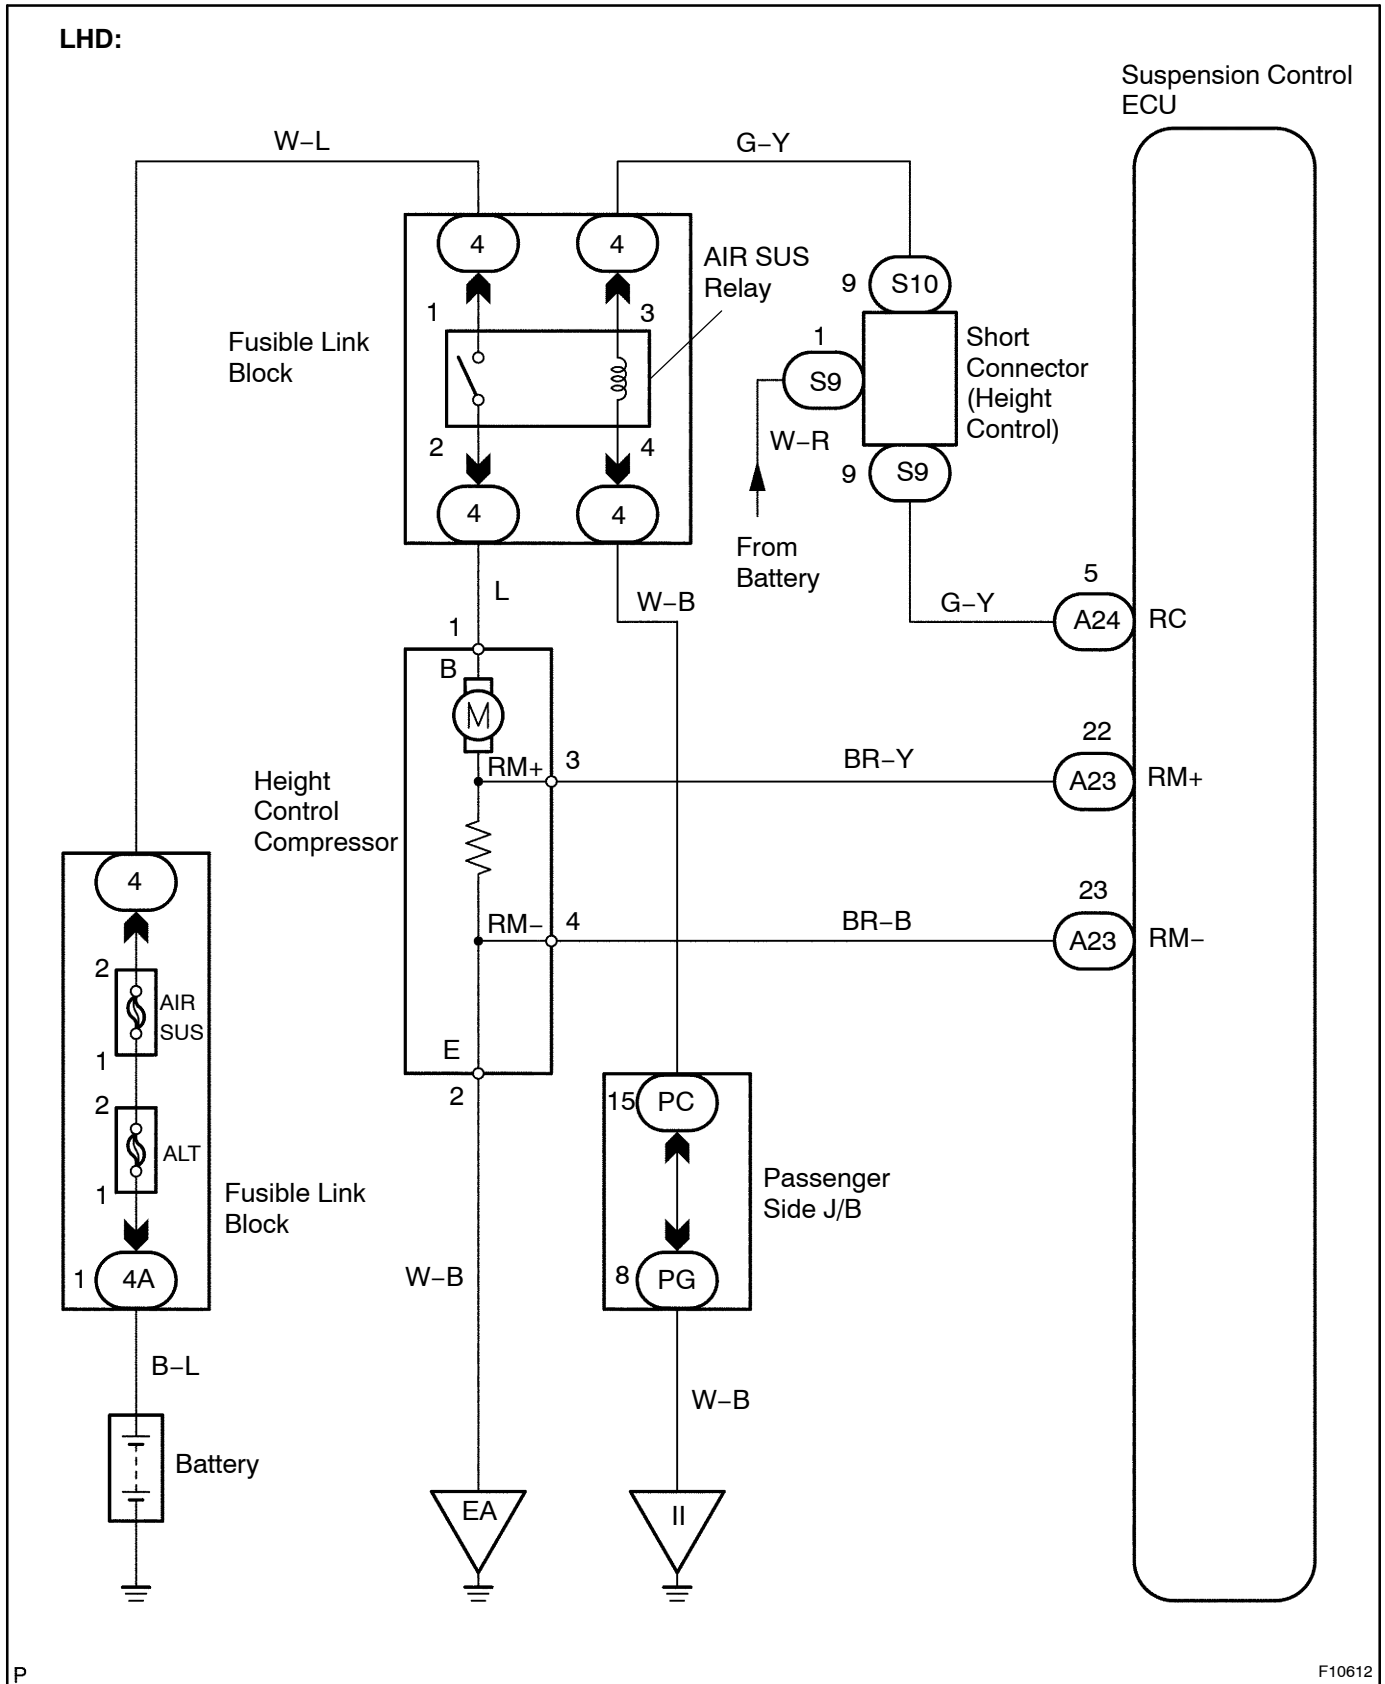 LHD:
Suspension Control
ECU
W–L
G–Y
4
4
AIR SUS
Relay
9
S10
1
3
Fusible Link
Block
1
S9
Short
Connector
(Height
Control)
W–R
2
4
9
S9
4
4
From
Battery
L
W–B
5
G–Y
A24
RC
1
B
M
22
RM+
3
BR–Y
A23
RM+
Height
Control
Compressor
4
23
RM–
4
BR–B
A23
RM–
2
AIR
SUS
1
E
2
15
PC
2
ALT
1
Passenger
Side J/B
Fusible Link
Block
1
4A
W–B
8
PG
B–L
W–B
Battery
EA
II
P
F10612